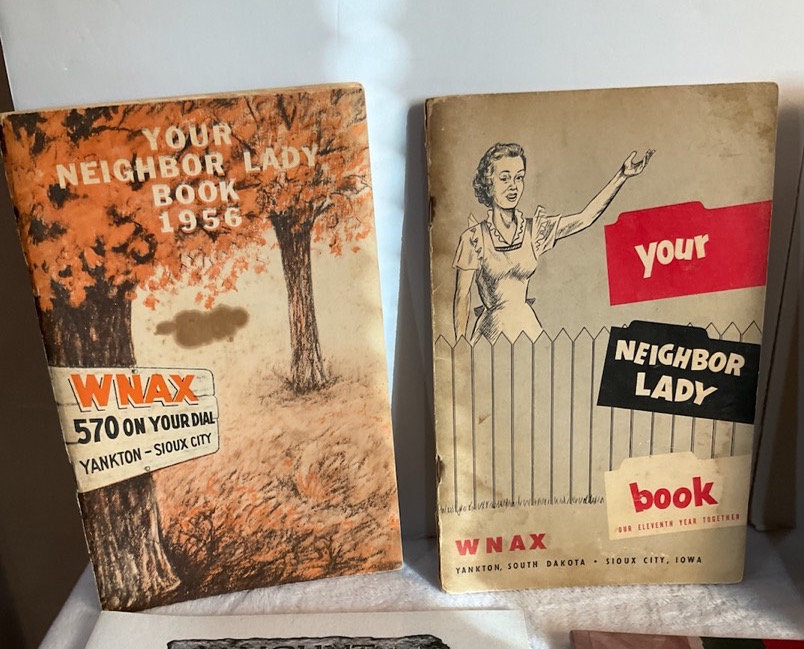 YOUR
NEIGHBOR LADY
BOOK
1956
WNAX
570 ON YOUR DIAL
YANKTON – SIOUX CITY
your
NEIGHBOR
LADY
book
OUR ELEVENTH YEAR TOGETHER
WNAX
YANKTON, SOUTH DAKOTA • SIOUX CITY, IOWA